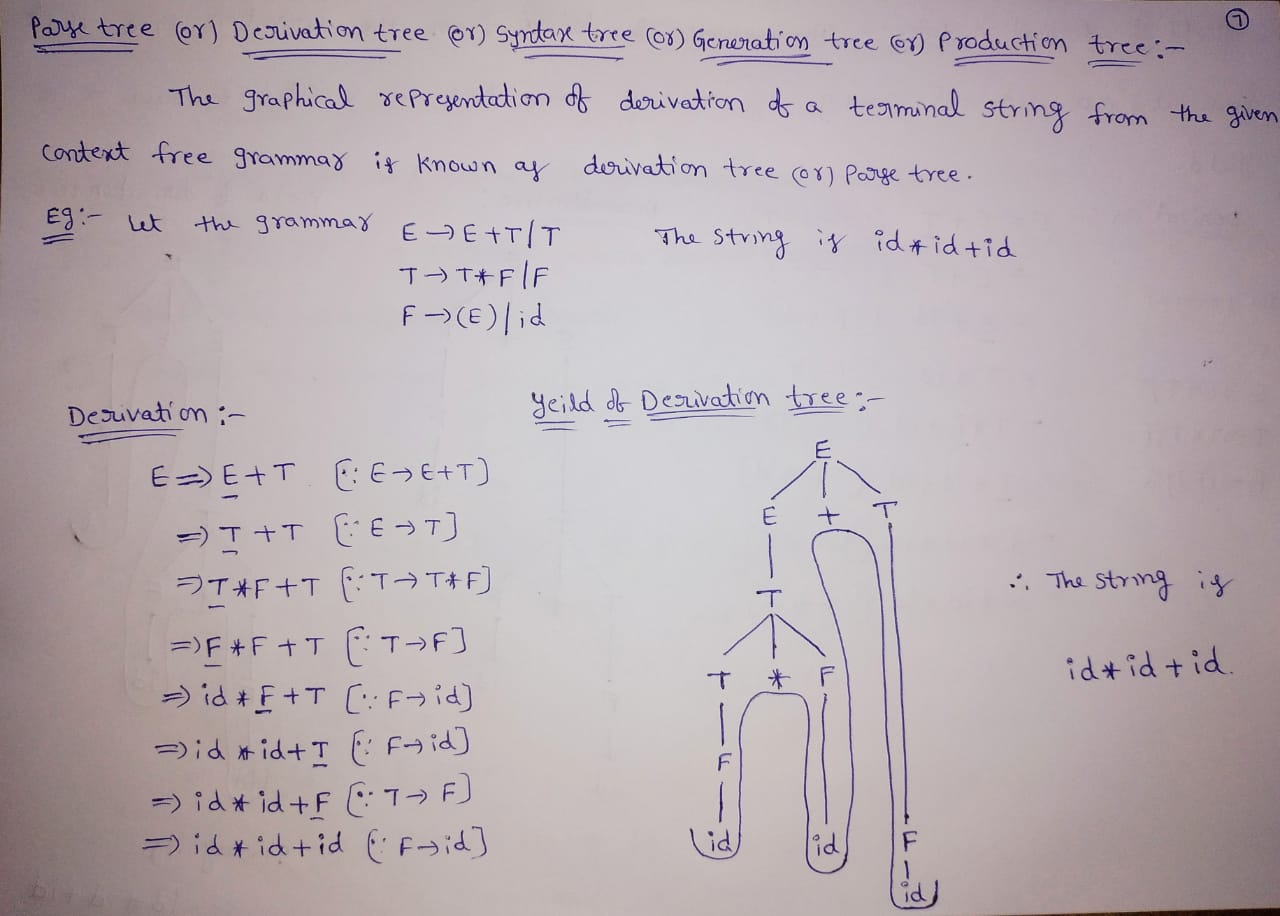 7
Parse tree (or) Derivation tree (or) Syntax tree (or) Generation tree (or) Production tree:-
The graphical representation of derivation of a terminal string from the given
context free grammar is known as derivation tree (or) Parse tree.
Eg:- Let the grammar E → E+T/T The string is id*id+id
T → T*F/F
F → (E)/id
Derivation :-
E ⇒ E+T [∵ E → E+T]
⇒ T+T [∵ E → T]
⇒ T*F+T [∵ T → T*F]
⇒ F*F+T [∵ T → F]
⇒ id*F+T [∵ F → id]
⇒ id*id+T [∵ F → id]
⇒ id*id+F [∵ T → F]
⇒ id*id+id [∵ F → id]
Yeild of Derivation tree :-
E
E + T
T
T * F
F
id id F
id
∴ The string is
id*id+id.